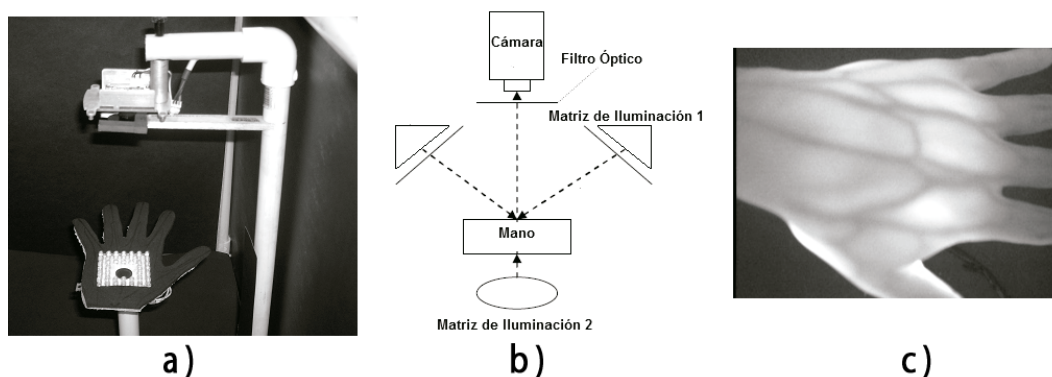 Cámara
Filtro Óptico
Matriz de Iluminación 1
Mano
Matriz de Iluminación 2
a)
b)
c)